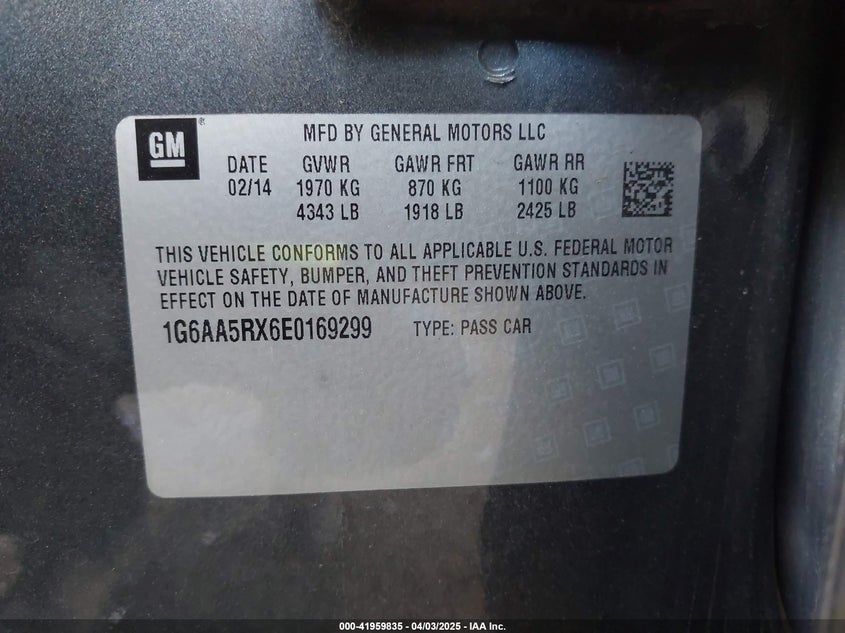 GM
MFD BY GENERAL MOTORS LLC
DATE GVWR GAWR FRT GAWR RR
02/14 1970 KG 870 KG 1100 KG
4343 LB 1918 LB 2425 LB
THIS VEHICLE CONFORMS TO ALL APPLICABLE U.S. FEDERAL MOTOR
VEHICLE SAFETY, BUMPER, AND THEFT PREVENTION STANDARDS IN
EFFECT ON THE DATE OF MANUFACTURE SHOWN ABOVE.
1G6AA5RX6E0169299 TYPE: PASS CAR
000-41959835 - 04/03/2025 - IAA Inc.